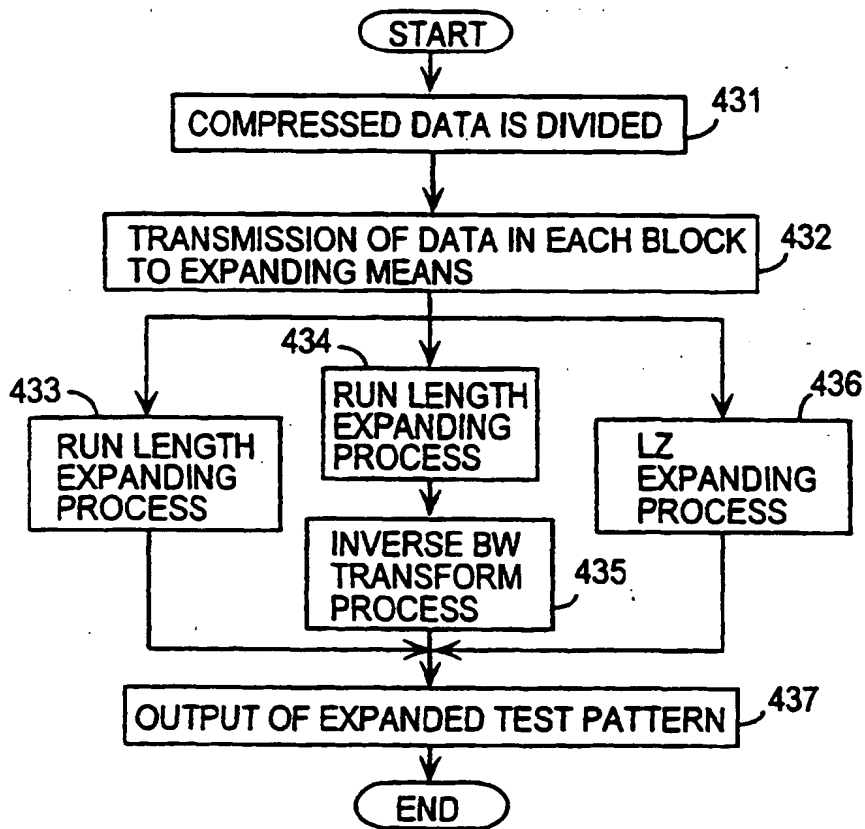 START
431
COMPRESSED DATA IS DIVIDED
TRANSMISSION OF DATA IN EACH BLOCK
TO EXPANDING MEANS
432
433
RUN LENGTH
EXPANDING
PROCESS
434
RUN LENGTH
EXPANDING
PROCESS
436
LZ
EXPANDING
PROCESS
INVERSE BW
TRANSFORM
PROCESS
435
OUTPUT OF EXPANDED TEST PATTERN
437
END